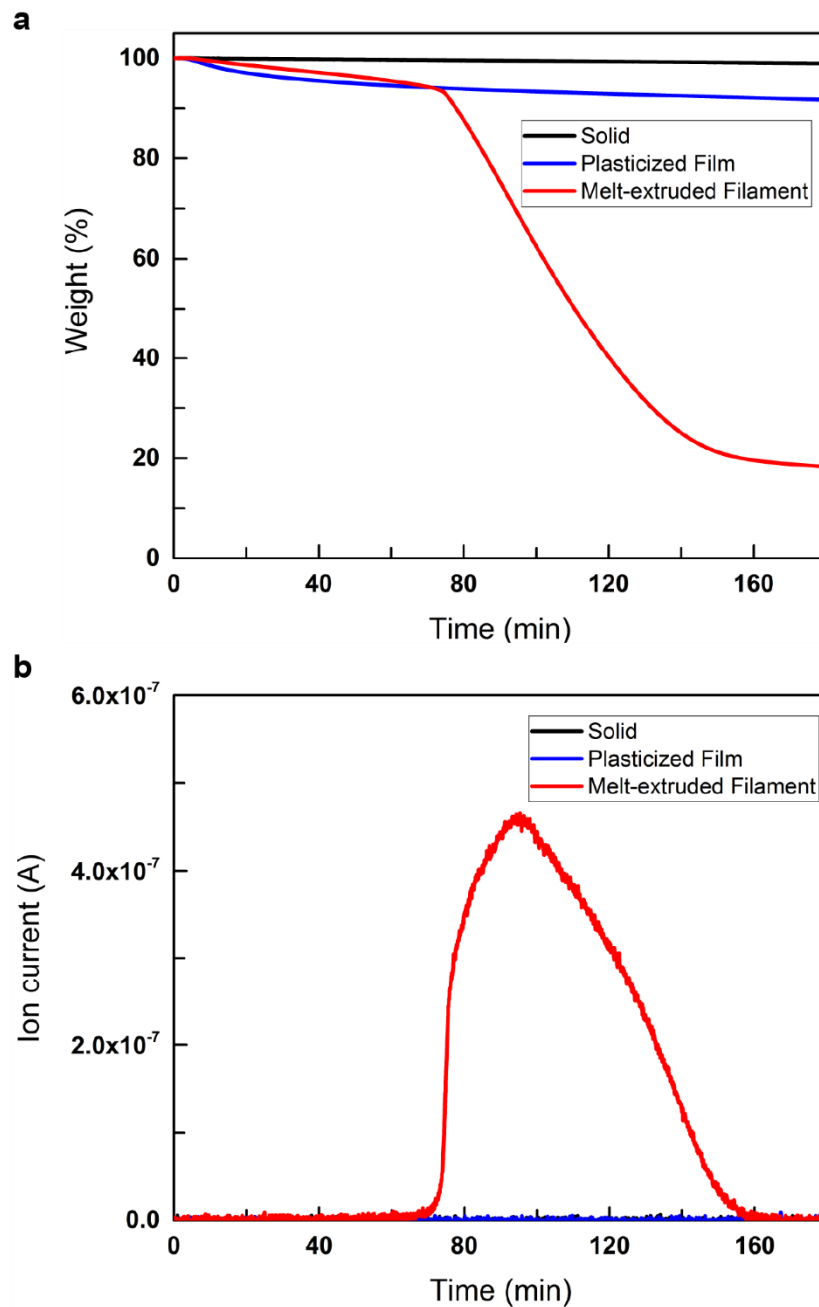 a
Weight (%)
100
80
60
40
20
0
Solid
Plasticized Film
Melt-extruded Filament
0 40 80 120 160
Time (min)
b
Ion current (A)
6.0x10⁻⁷
4.0x10⁻⁷
2.0x10⁻⁷
0.0
Solid
Plasticized Film
Melt-extruded Filament
0 40 80 120 160
Time (min)